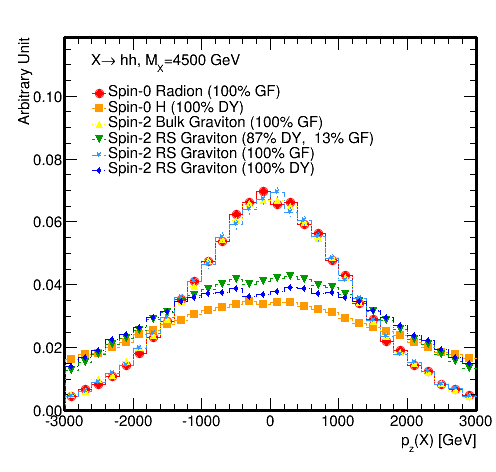 Arbitrary Unit
X→ hh, M_X=4500 GeV
Spin-0 Radion (100% GF)
Spin-0 H (100% DY)
Spin-2 Bulk Graviton (100% GF)
Spin-2 RS Graviton (87% DY, 13% GF)
Spin-2 RS Graviton (100% GF)
Spin-2 RS Graviton (100% DY)
0.10
0.08
0.06
0.04
0.02
0.00
-3000 -2000 -1000 0 1000 2000 3000
p_z(X) [GeV]